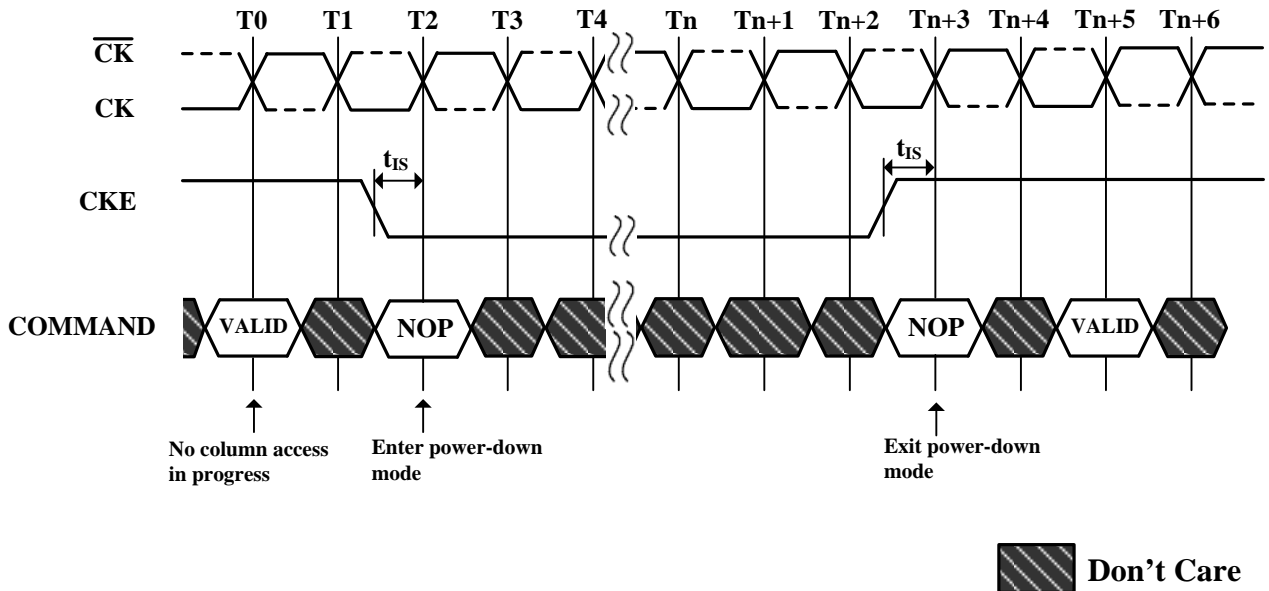 T0 T1 T2 T3 T4 Tn Tn+1 Tn+2 Tn+3 Tn+4 Tn+5 Tn+6
CK
CK
tIS tIS
CKE
COMMAND VALID NOP NOP VALID
No column access
in progress
Enter power-down
mode
Exit power-down
mode
Don't Care